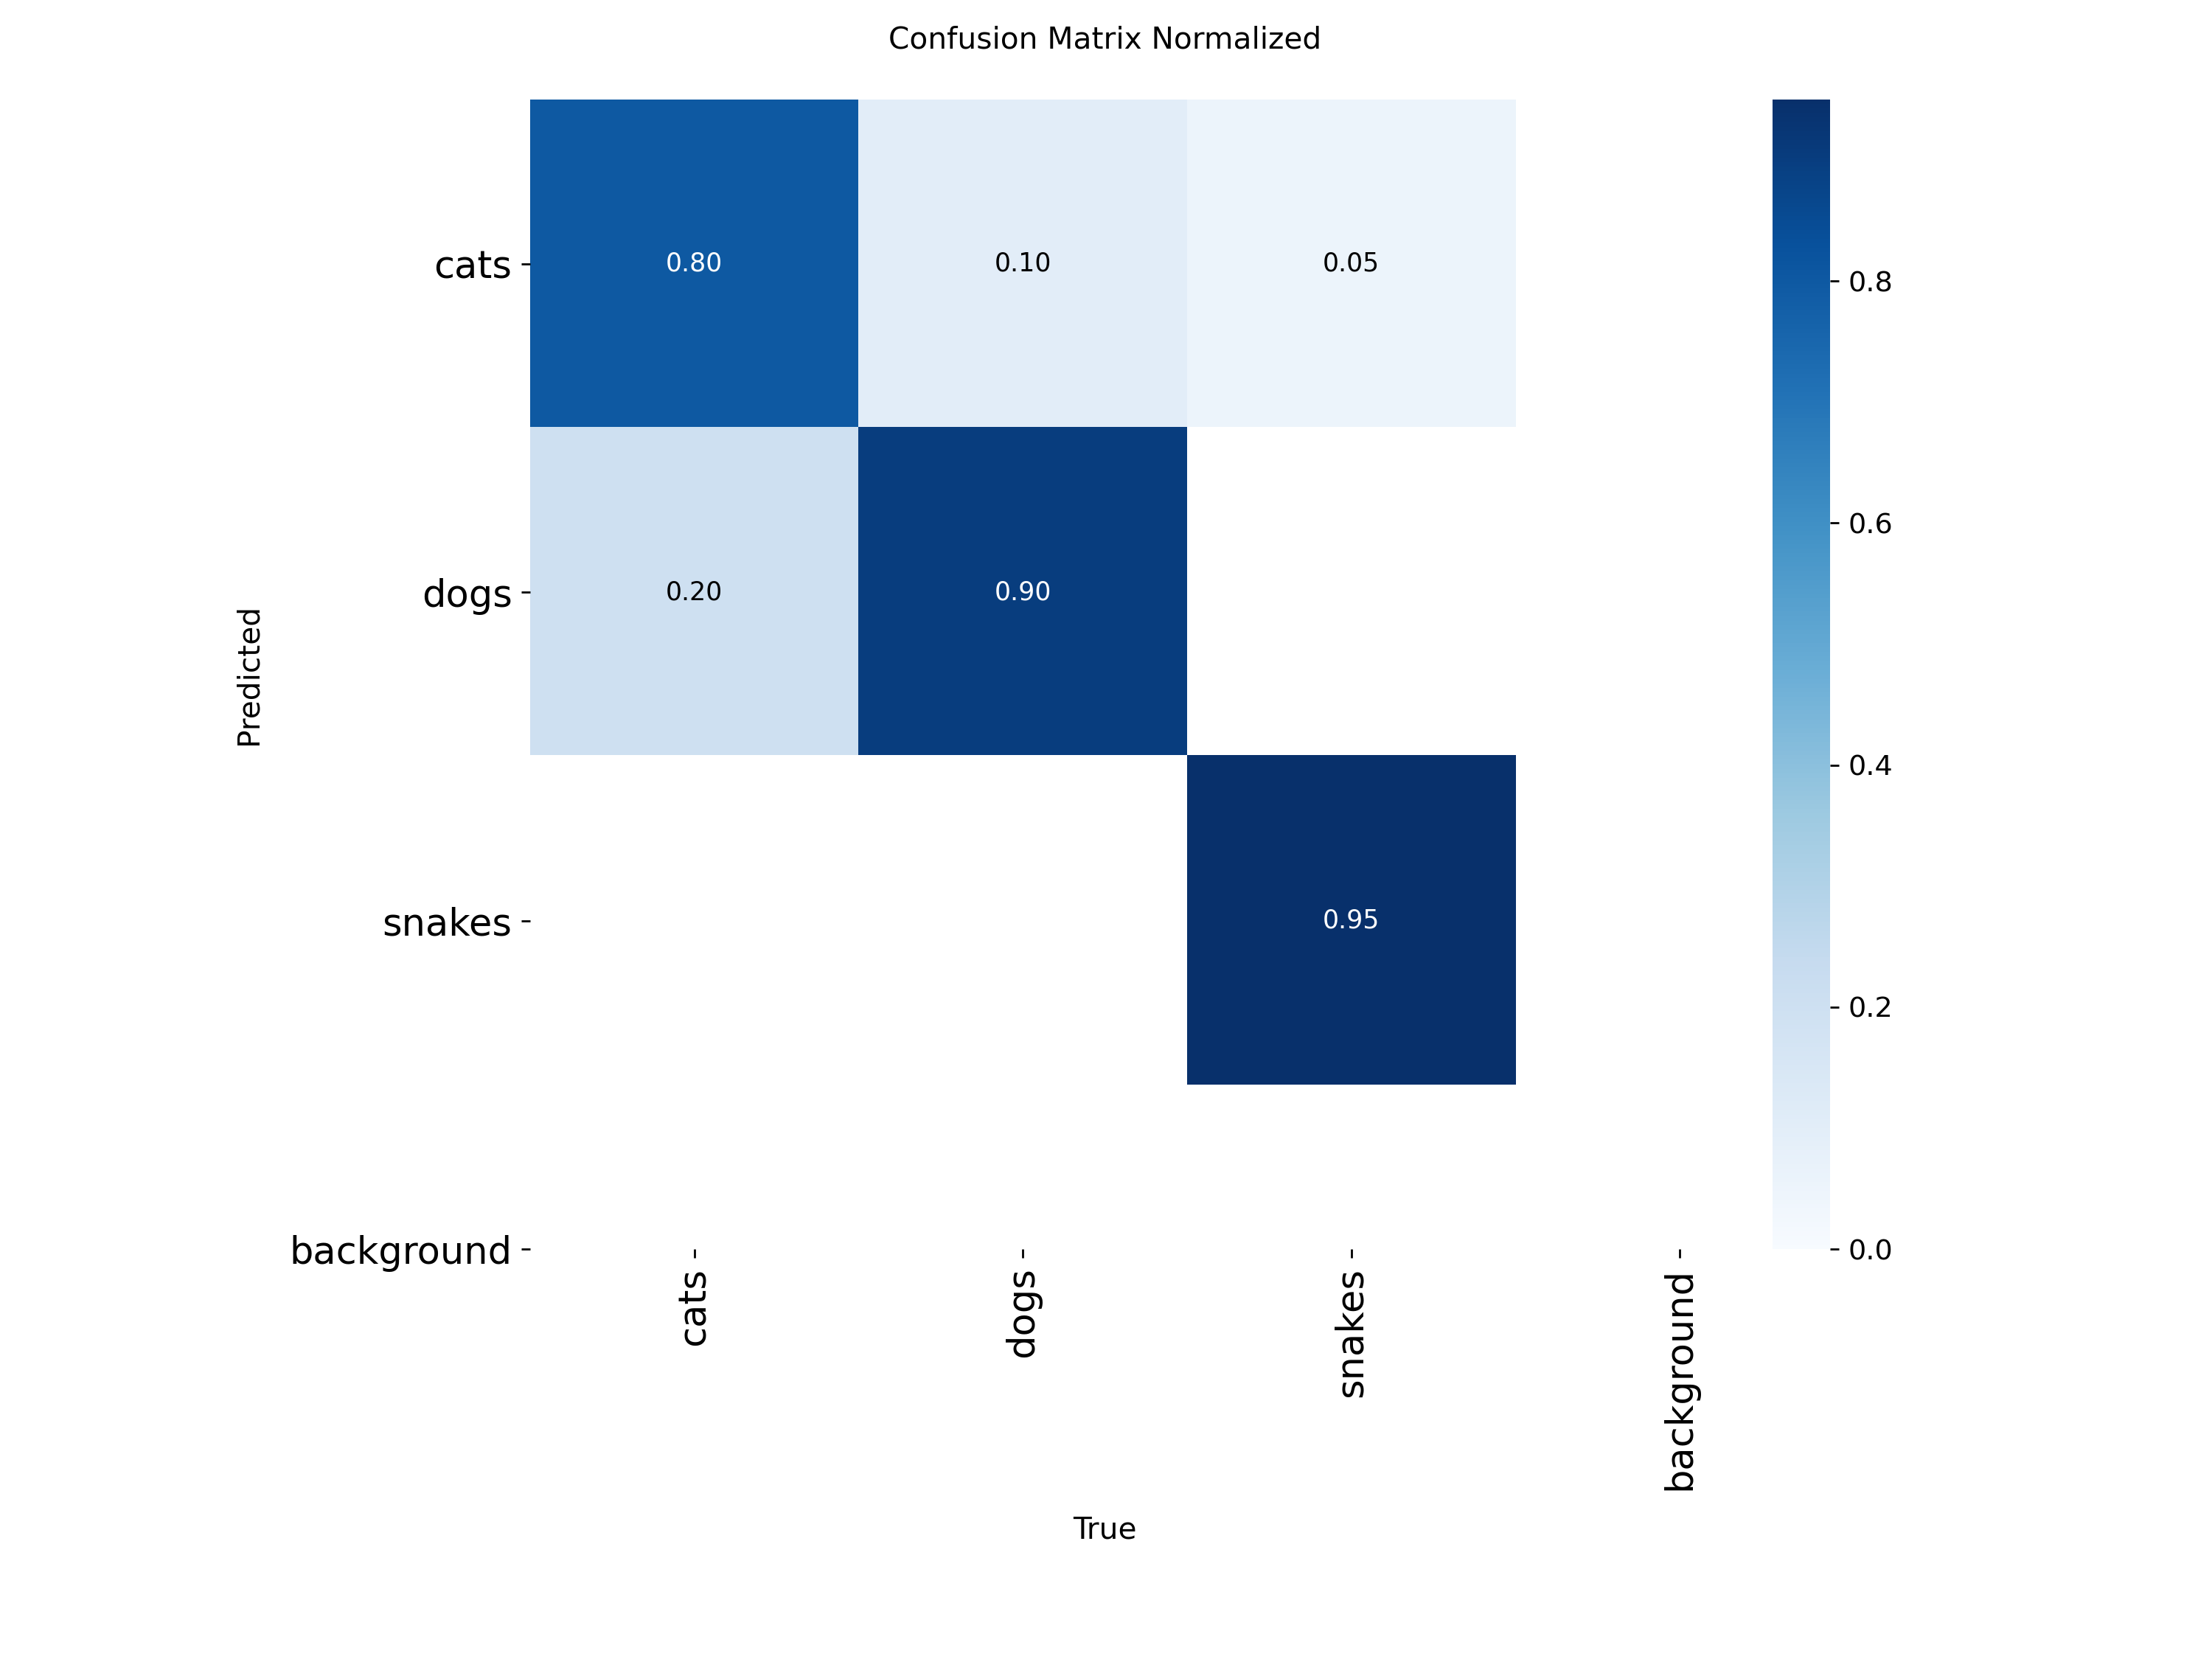 Confusion Matrix Normalized
cats
0.80
0.10
0.05
dogs
0.20
0.90
snakes
0.95
background
Predicted
cats
dogs
snakes
background
True
0.8
0.6
0.4
0.2
0.0